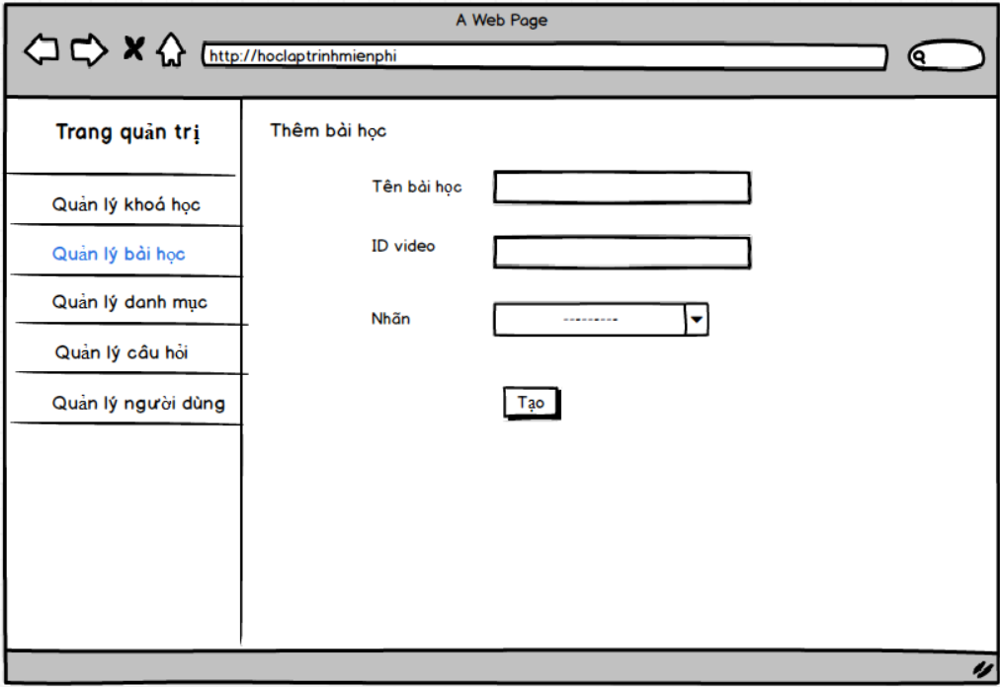 A Web Page
http://hoclaptrinhmienphi
Trang quản trị
Quản lý khoá học
Quản lý bài học
Quản lý danh mục
Quản lý câu hỏi
Quản lý người dùng
Thêm bài học
Tên bài học
ID video
Nhãn
---------
Tạo